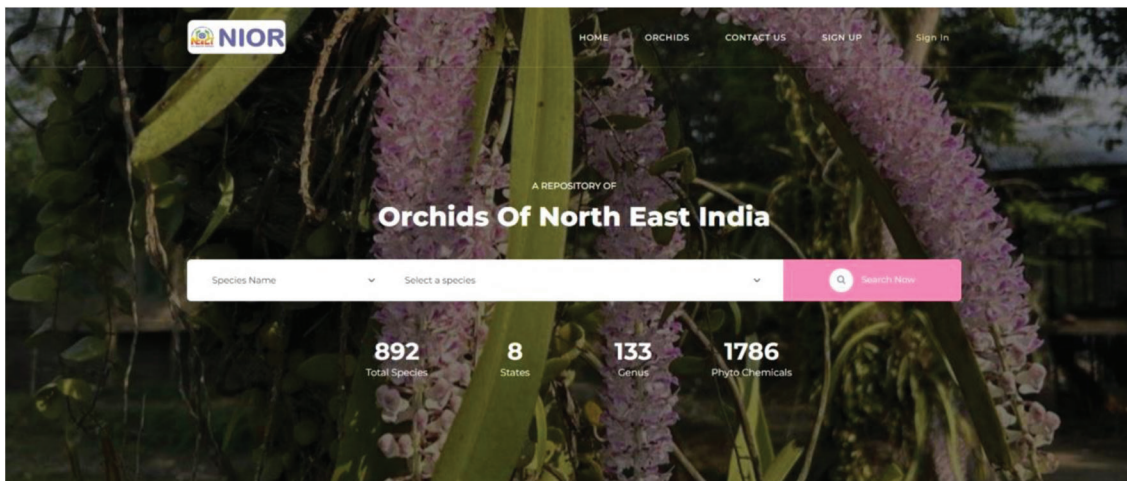 NIOR
HOME ORCHIDS CONTACT US SIGN UP Sign In
A REPOSITORY OF
Orchids Of North East India
Species Name Select a species Search Now
892 8 133 1786
Total Species States Genus Phyto Chemicals